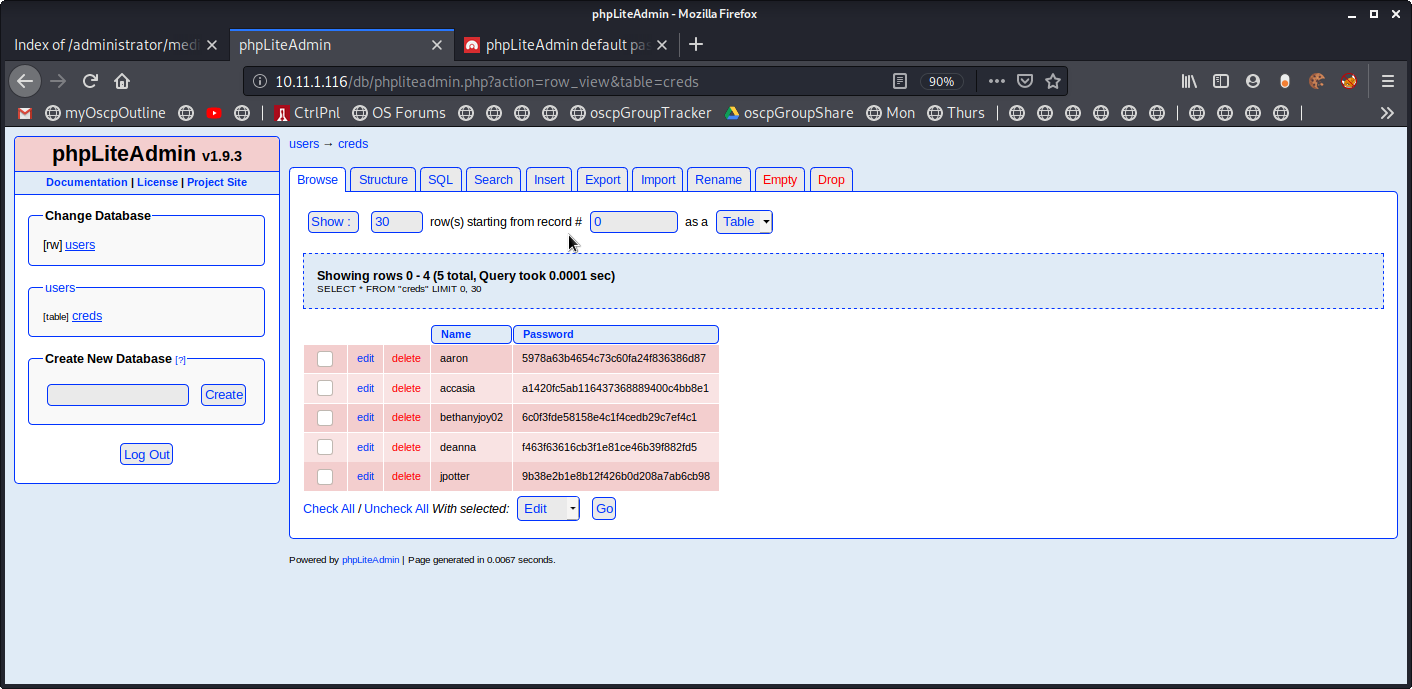 phpLiteAdmin - Mozilla Firefox
Index of /administrator/med
phpLiteAdmin
phpLiteAdmin default pas
10.11.1.116/db/phpliteadmin.php?action=row_view&table=creds
90%
myOscpOutline
CtrlPnl
OS Forums
oscpGroupTracker
oscpGroupShare
Mon
Thurs
phpLiteAdmin v1.9.3
Documentation | License | Project Site
Change Database
[rw] users
users
[table] creds
Create New Database [?]
Create
Log Out
users → creds
Browse Structure SQL Search Insert Export Import Rename Empty Drop
Show : 30 row(s) starting from record # 0 as a Table
Showing rows 0 - 4 (5 total, Query took 0.0001 sec)
SELECT * FROM "creds" LIMIT 0, 30
Name Password
edit delete aaron 5978a63b4654c73c60fa24f836386d87
edit delete accasia a1420fc5ab116437368889400c4bb8e1
edit delete bethanyjoy02 6c0f3fde58158e4c1f4cedb29c7ef4c1
edit delete deanna f463f63616cb3f1e81ce46b39f882fd5
edit delete jpotter 9b38e2b1e8b12f426b0d208a7ab6cb98
Check All / Uncheck All With selected: Edit Go
Powered by phpLiteAdmin | Page generated in 0.0067 seconds.